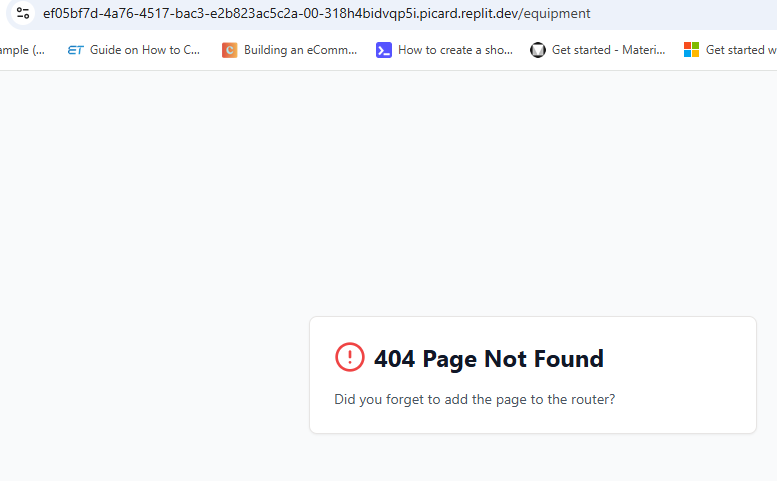 ef05bf7d-4a76-4517-bac3-e2b823ac5c2a-00-318h4bidvqp5i.picard.replit.dev/equipment
ample (... ET Guide on How to C... C Building an eComm... How to create a sho... Get started - Materi... Get started w
404 Page Not Found
Did you forget to add the page to the router?